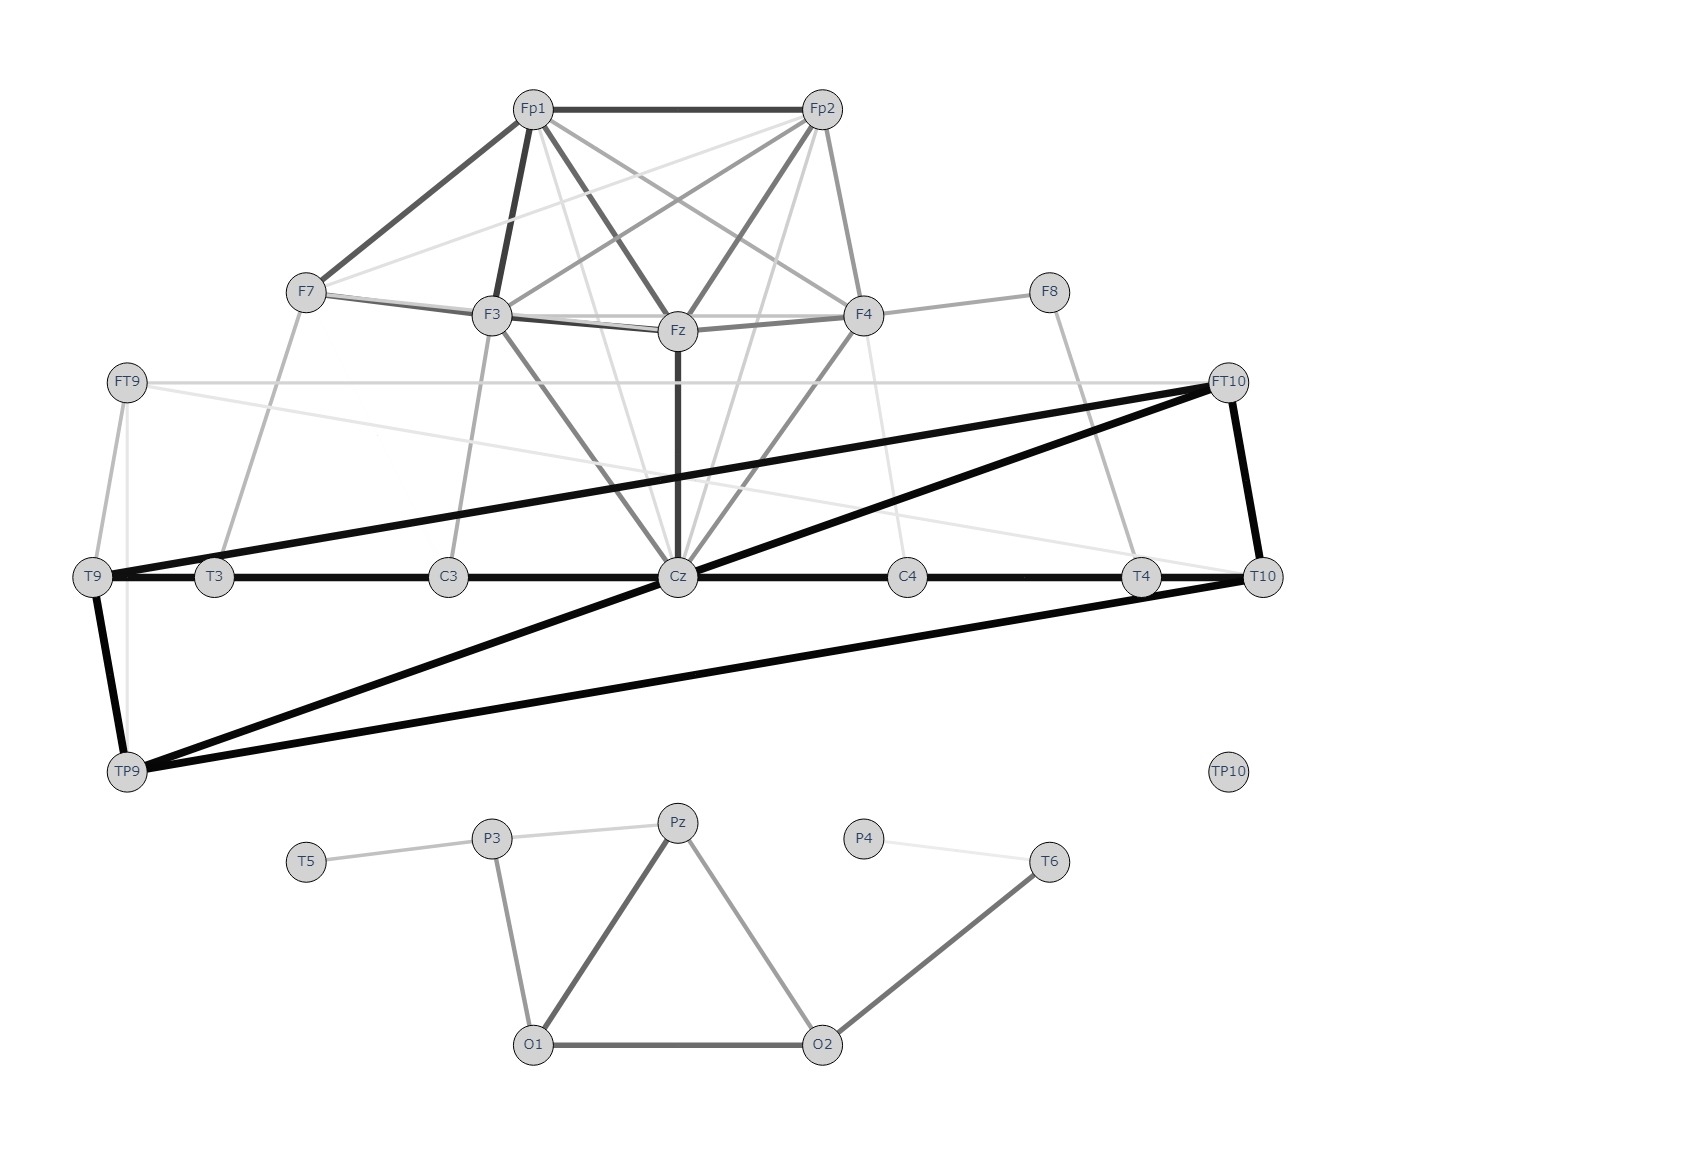 Fp1 Fp2
F7 F8
F3 Fz F4
FT9 FT10
T9 T3 C3 Cz C4 T4 T10
TP9 TP10
Pz
P3 P4
T5 T6
O1 O2